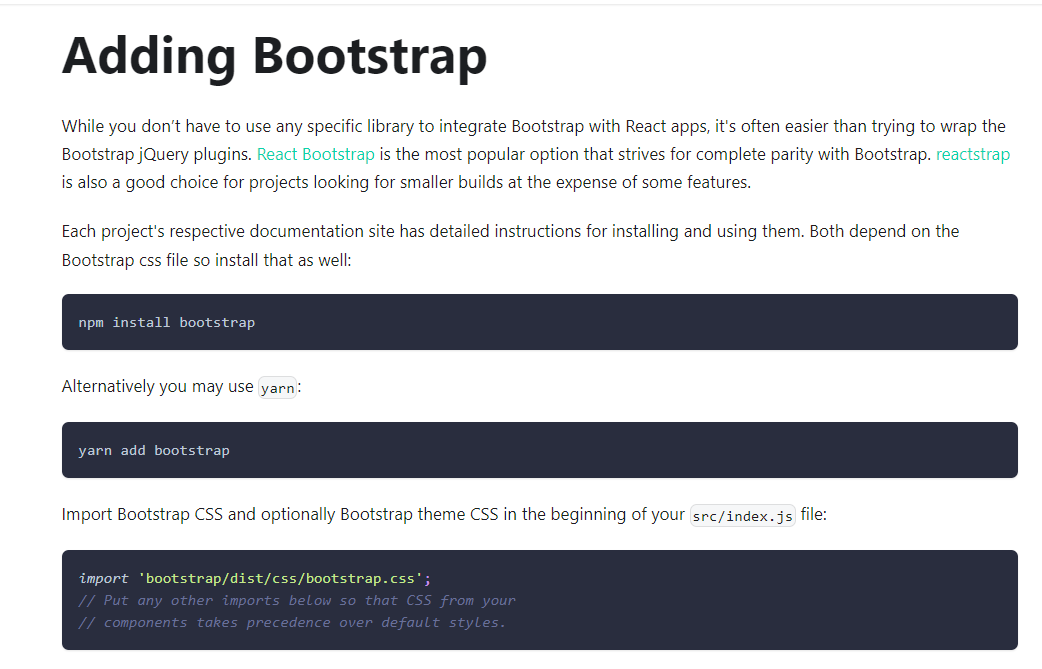 Adding Bootstrap
While you don’t have to use any specific library to integrate Bootstrap with React apps, it's often easier than trying to wrap the
Bootstrap jQuery plugins. React Bootstrap is the most popular option that strives for complete parity with Bootstrap. reactstrap
is also a good choice for projects looking for smaller builds at the expense of some features.
Each project's respective documentation site has detailed instructions for installing and using them. Both depend on the
Bootstrap css file so install that as well:
npm install bootstrap
Alternatively you may use yarn:
yarn add bootstrap
Import Bootstrap CSS and optionally Bootstrap theme CSS in the beginning of your src/index.js file:
import 'bootstrap/dist/css/bootstrap.css';
// Put any other imports below so that CSS from your
// components takes precedence over default styles.